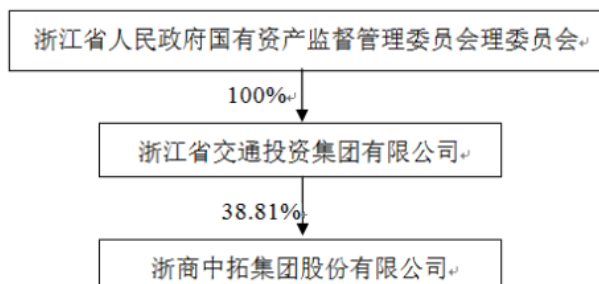 浙江省人民政府国有资产监督管理委员会理委员会
100%
浙江省交通投资集团有限公司
38.81%
浙商中拓集团股份有限公司